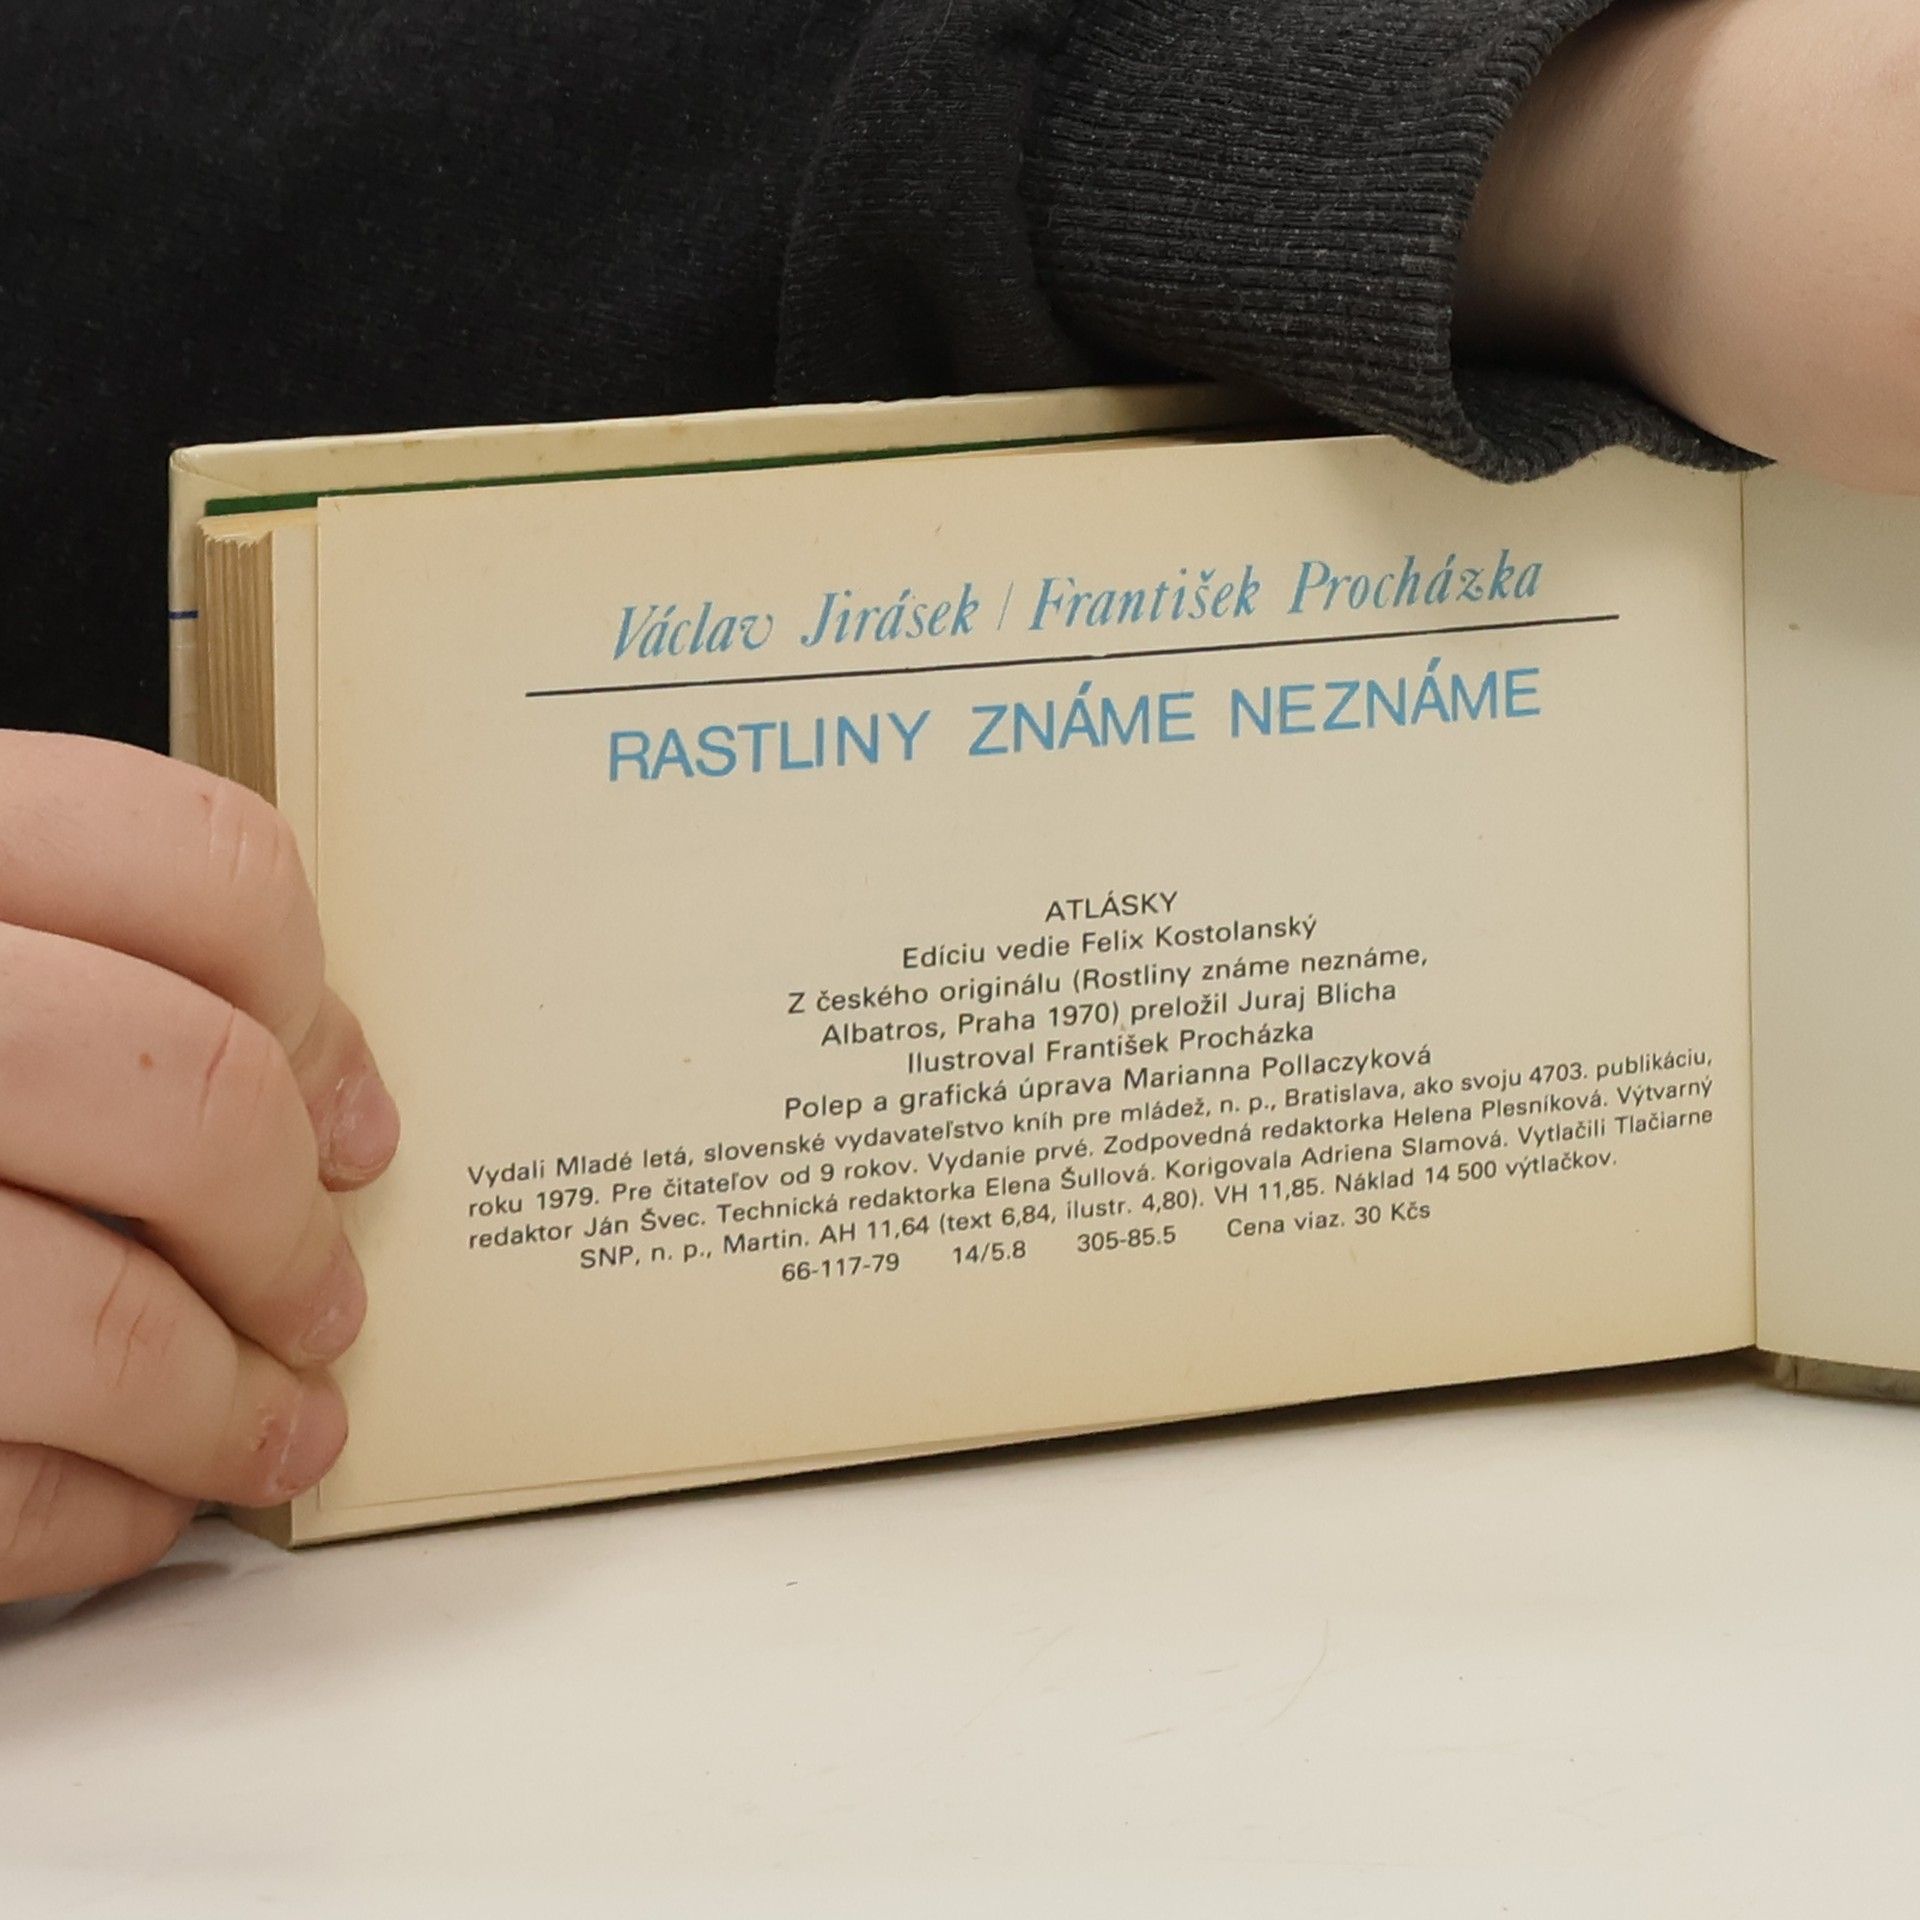 Václav Jirásek / František Procházka
RASTLINY ZNÁME NEZNÁME
ATLÁSKY
Edíciu vedie Felix Kostolanský
Z českého originálu (Rostliny známe neznáme,
Albatros, Praha 1970) preložil Juraj Blicha
Ilustroval František Procházka
Polep a grafická úprava Marianna Pollaczyková
Vydali Mladé letá, slovenské vydavateľstvo kníh pre mládež, n. p., Bratislava, ako svoju 4703. publikáciu,
roku 1979. Pre čitateľov od 9 rokov. Vydanie prvé. Zodpovedná redaktorka Helena Plesníková. Výtvarný
redaktor Ján Švec. Technická redaktorka Elena Šullová. Korigovala Adriena Slamová. Vytlačili Tlačiarne
SNP, n. p., Martin. AH 11,64 (text 6,84, ilustr. 4,80). VH 11,85. Náklad 14 500 výtlačkov.
66-117-79 14/5.8 305-85.5 Cena viaz. 30 Kčs